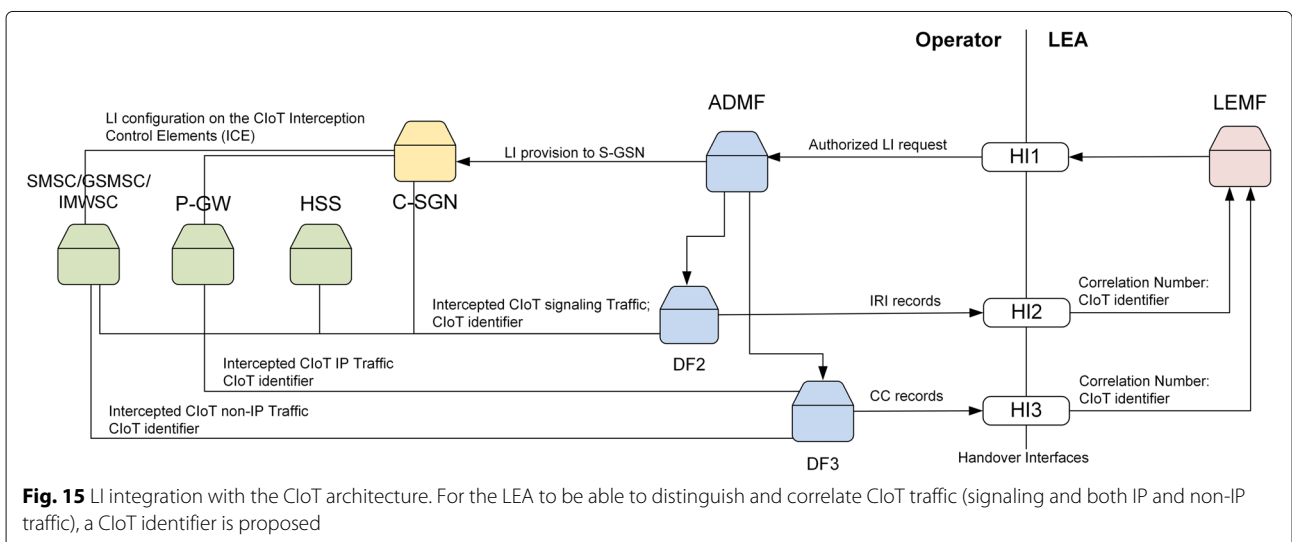 Operator LEA
LI configuration on the CIoT Interception
Control Elements (ICE)
ADMF
LEMF
LI provision to S-GSN
Authorized LI request
HI1
SMSC/GSMSC/
IMWSC
P-GW
HSS
C-SGN
Intercepted CIoT signaling Traffic;
CIoT identifier
DF2
IRI records
HI2
Correlation Number:
CIoT identifier
Intercepted CIoT IP Traffic
CIoT identifier
Intercepted CIoT non-IP Traffic
CIoT identifier
DF3
CC records
HI3
Correlation Number:
CIoT identifier
Handover Interfaces
Fig. 15 LI integration with the CIoT architecture. For the LEA to be able to distinguish and correlate CIoT traffic (signaling and both IP and non-IP
traffic), a CIoT identifier is proposed